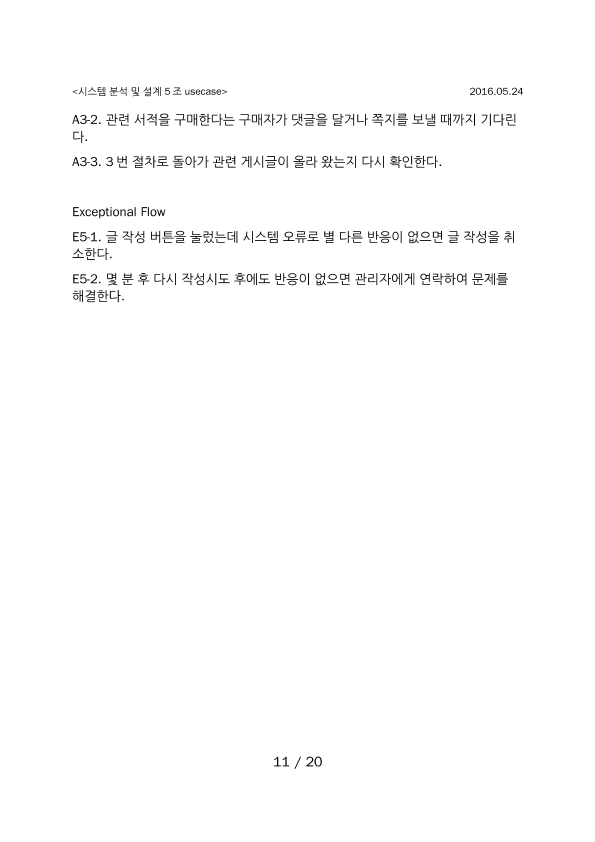 <시스템 분석 및 설계 5 조 usecase> 2016.05.24
A3-2. 관련 서적을 구매한다는 구매자가 댓글을 달거나 쪽지를 보낼 때까지 기다린
다.
A3-3. 3 번 절차로 돌아가 관련 게시글이 올라 왔는지 다시 확인한다.
Exceptional Flow
E5-1. 글 작성 버튼을 눌렀는데 시스템 오류로 별 다른 반응이 없으면 글 작성을 취
소한다.
E5-2. 몇 분 후 다시 작성시도 후에도 반응이 없으면 관리자에게 연락하여 문제를
해결한다.
11 / 20